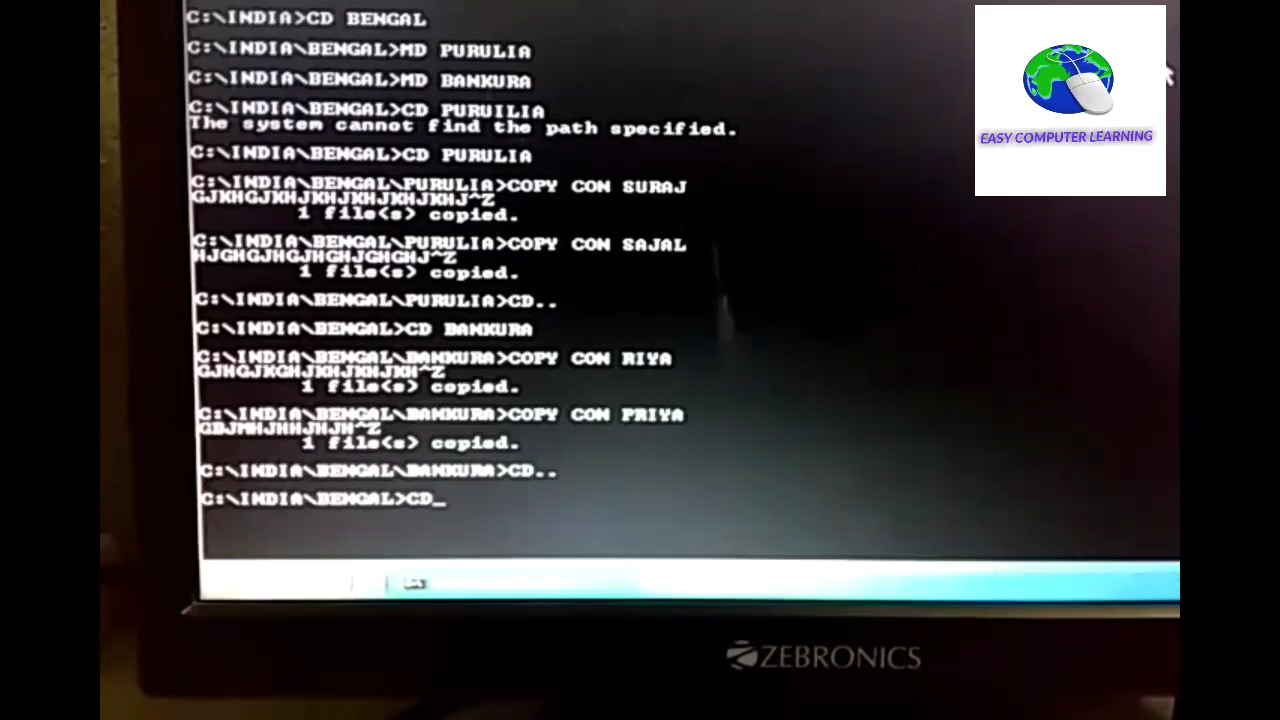 C:\INDIA>CD BENGAL
C:\INDIA\BENGAL>MD PURULIA
C:\INDIA\BENGAL>MD BANKURA
C:\INDIA\BENGAL>CD PURUILIA
The system cannot find the path specified.
C:\INDIA\BENGAL>CD PURULIA
C:\INDIA\BENGAL\PURULIA>COPY CON SURAJ
GJKHGJKHJKHJKHJKHJKHJ^Z
1 file(s) copied.
C:\INDIA\BENGAL\PURULIA>COPY CON SAJAL
HJGHGJHGJHGHJGHGHJ^Z
1 file(s) copied.
C:\INDIA\BENGAL\PURULIA>CD..
C:\INDIA\BENGAL>CD BANKURA
C:\INDIA\BENGAL\BANKURA>COPY CON RIYA
GJHGJKGHJKHJKHJKH^Z
1 file(s) copied.
C:\INDIA\BENGAL\BANKURA>COPY CON PRIYA
GBJMHJHHJHJH^Z
1 file(s) copied.
C:\INDIA\BENGAL\BANKURA>CD..
C:\INDIA\BENGAL>CD_
EASY COMPUTER LEARNING
ZEBRONICS